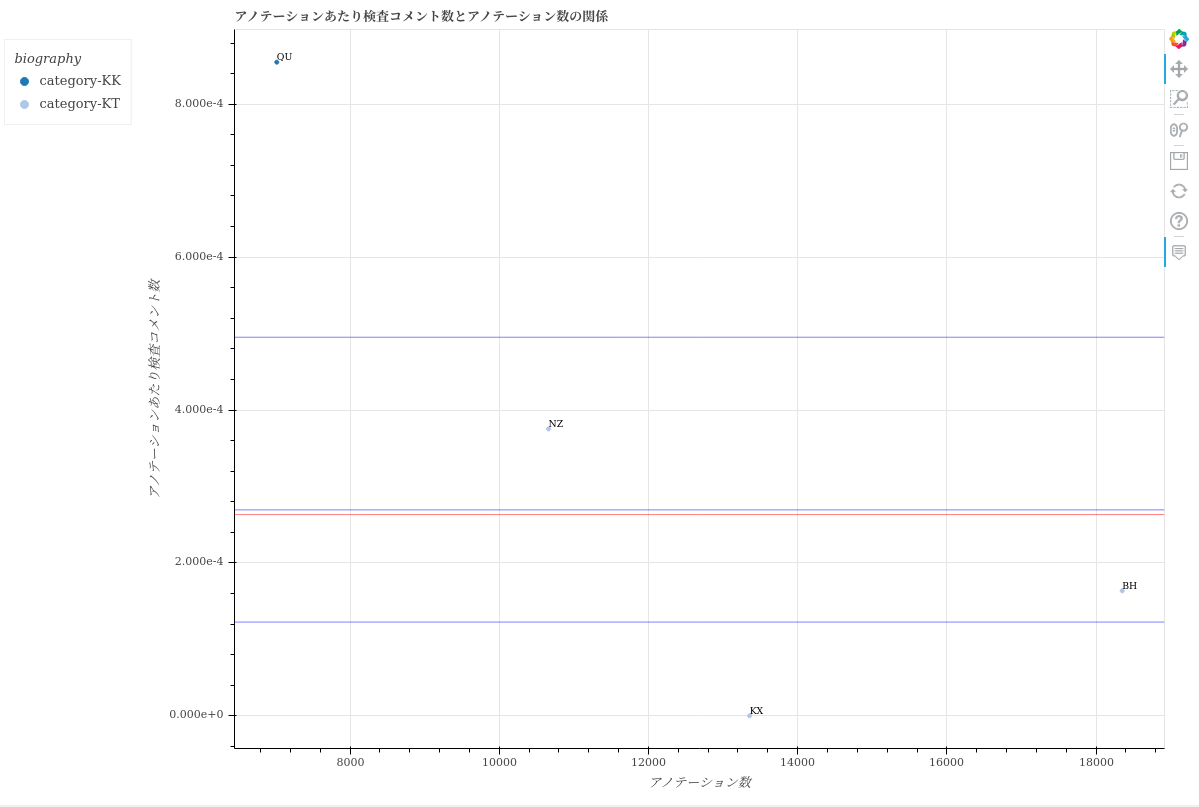 アノテーションあたり検査コメント数とアノテーション数の関係
biography
category-KK
category-KT
アノテーションあたり検査コメント数
8.000e-4
6.000e-4
4.000e-4
2.000e-4
0.000e+0
QU
NZ
BH
KX
8000
10000
12000
14000
16000
18000
アノテーション数